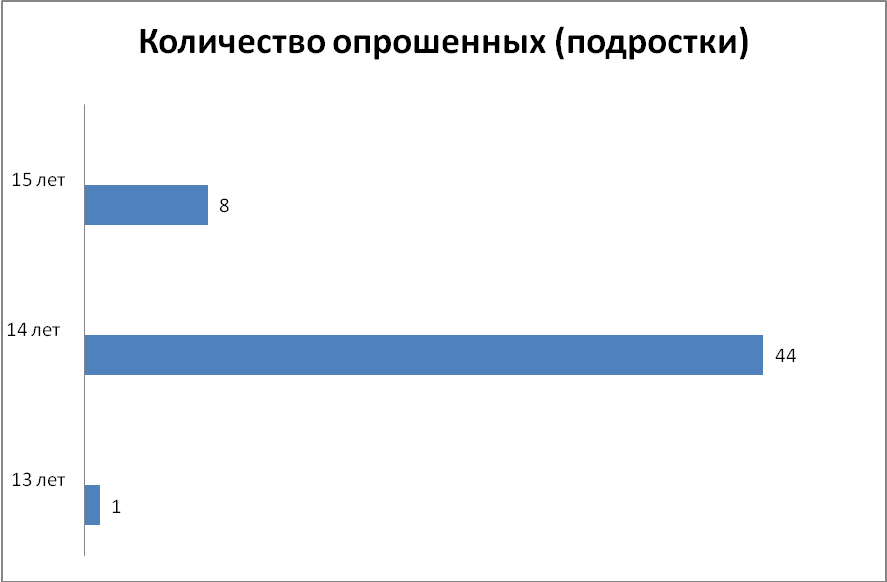 Количество опрошенных (подростки)
15 лет
8
14 лет
44
13 лет
1